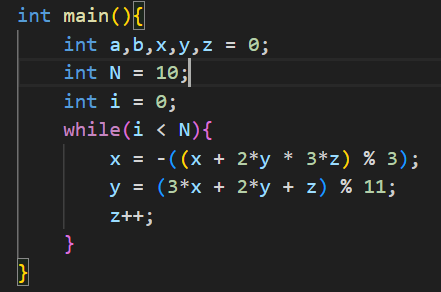 int main(){
int a,b,x,y,z = 0;
int N = 10;
int i = 0;
while(i < N){
x = -((x + 2*y * 3*z) % 3);
y = (3*x + 2*y + z) % 11;
z++;
}
}